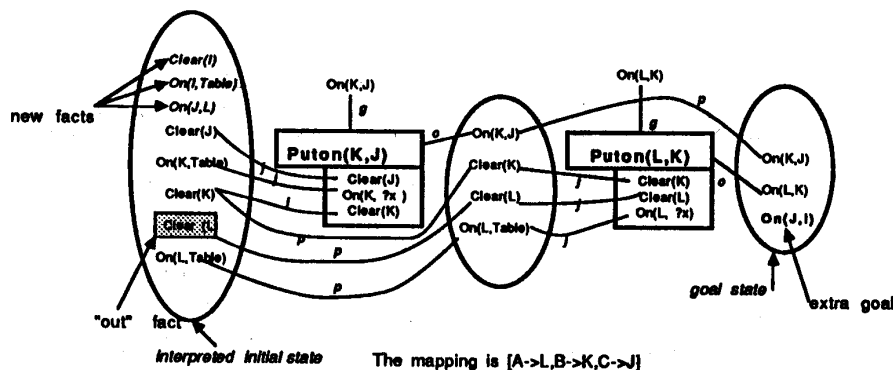 Clear(I)
On(I,Table)
On(J,L)
new facts
Clear(J)
On(K,Table)
Clear(K)
Clear (L)
On(L,Table)
"out" fact
interpreted initial state
On(K,J)
g
Puton(K,J)
o
Clear(J)
On(K, ?x )
Clear(K)
j
j
j
p
p
p
On(K,J)
Clear(K)
Clear(L)
On(L,Table)
On(L,K)
g
Puton(L,K)
o
Clear(K)
Clear(L)
On(L, ?x)
j
j
j
p
On(K,J)
On(L,K)
On(J,I)
goal state
extra goal
The mapping is [A->L,B->K,C->J]